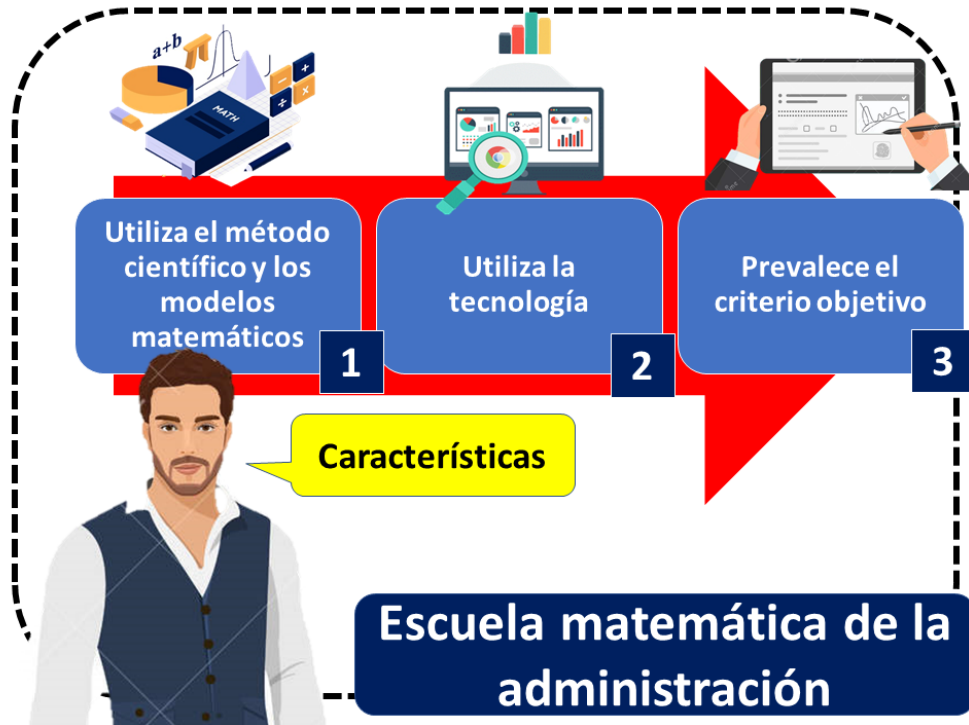 a+b
MATH
Utiliza el método
científico y los
modelos
matemáticos
1
Utiliza la
tecnología
2
Prevalece el
criterio objetivo
3
Características
Escuela matemática de la
administración